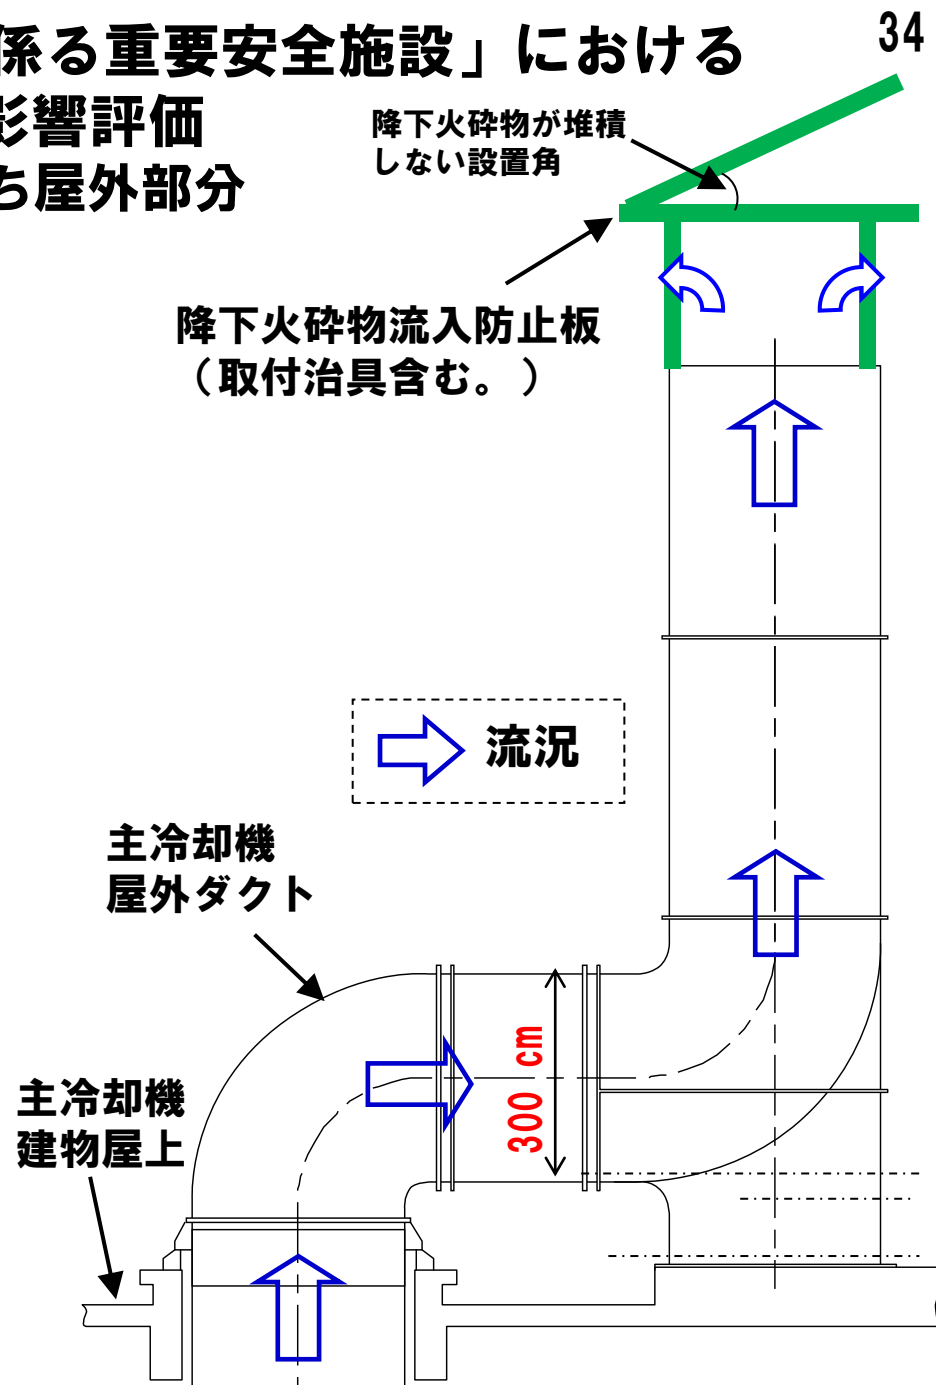 34
係る重要安全施設」における
影響評価
ち屋外部分
降下火砕物が堆積
しない設置角
降下火砕物流入防止板
（取付治具含む。）
流況
主冷却機
屋外ダクト
300 cm
主冷却機
建物屋上